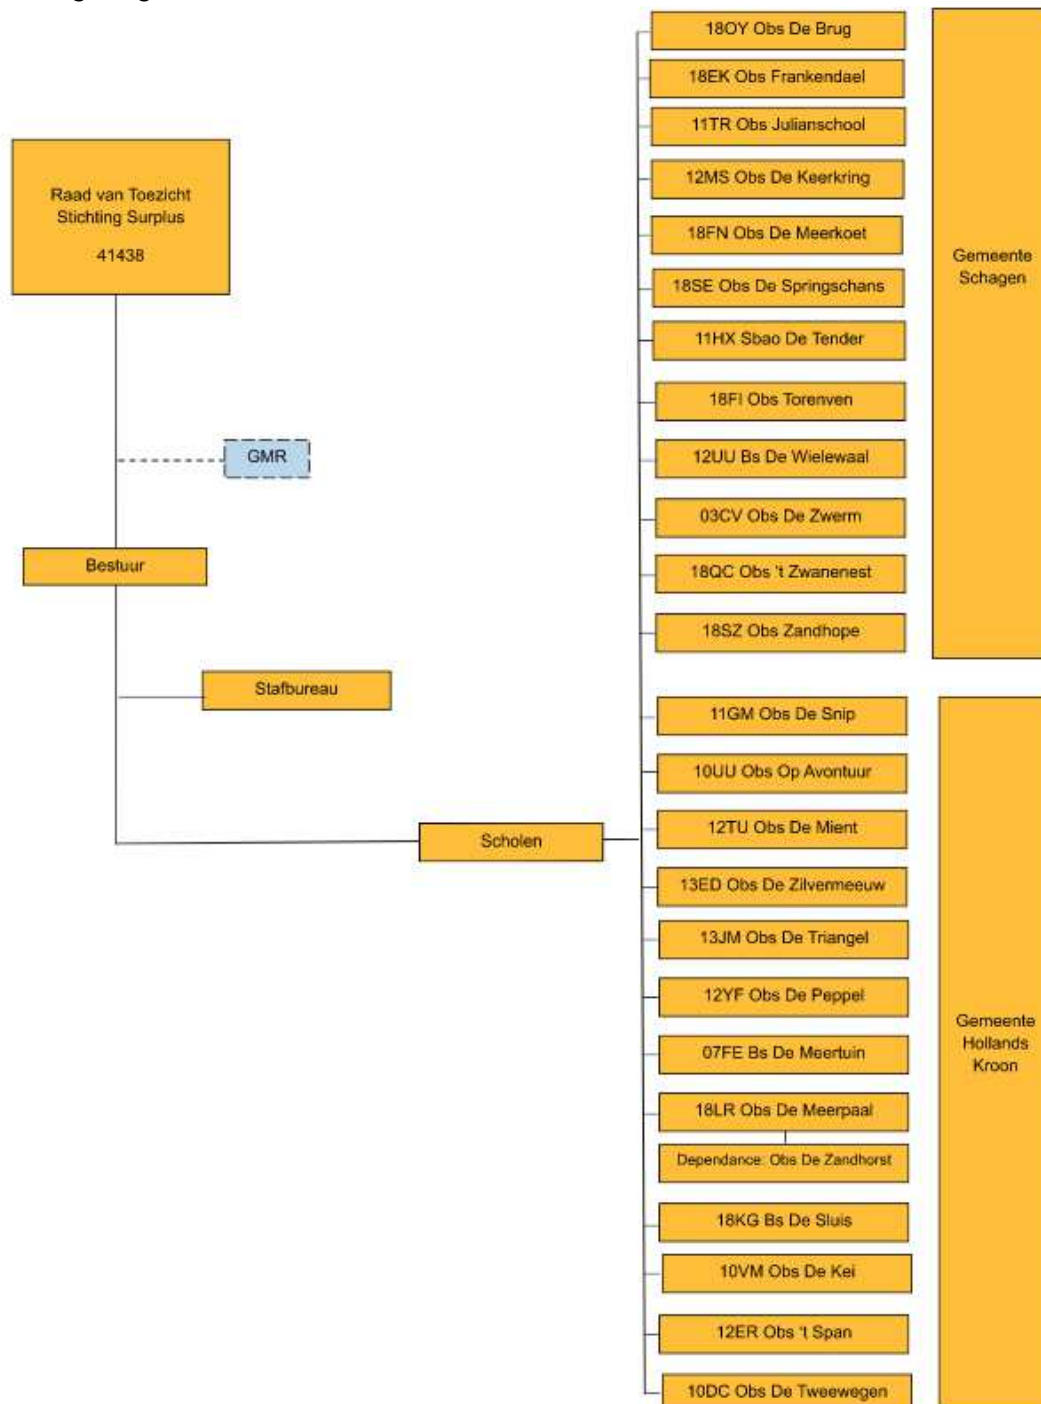 Raad van Toezicht
Stichting Surplus
41438
GMR
Bestuur
Stafbureau
Scholen
18OY Obs De Brug
18EK Obs Frankendael
11TR Obs Julianschool
12MS Obs De Keerkring
18FN Obs De Meerkoet
18SE Obs De Springschans
11HX Sbao De Tender
18FI Obs Torenven
12UU Bs De Wielewaal
03CV Obs De Zwerm
18QC Obs 't Zwanenest
18SZ Obs Zandhope
Gemeente
Schagen
11GM Obs De Snip
10UU Obs Op Avontuur
12TU Obs De Mient
13ED Obs De Zilvermeeuw
13JM Obs De Triangel
12YF Obs De Peppel
07FE Bs De Meertuin
18LR Obs De Meerpaal
Dependance: Obs De Zandhorst
18KG Bs De Sluis
10VM Obs De Kei
12ER Obs 't Span
10DC Obs De Tweewegen
Gemeente
Hollands
Kroon